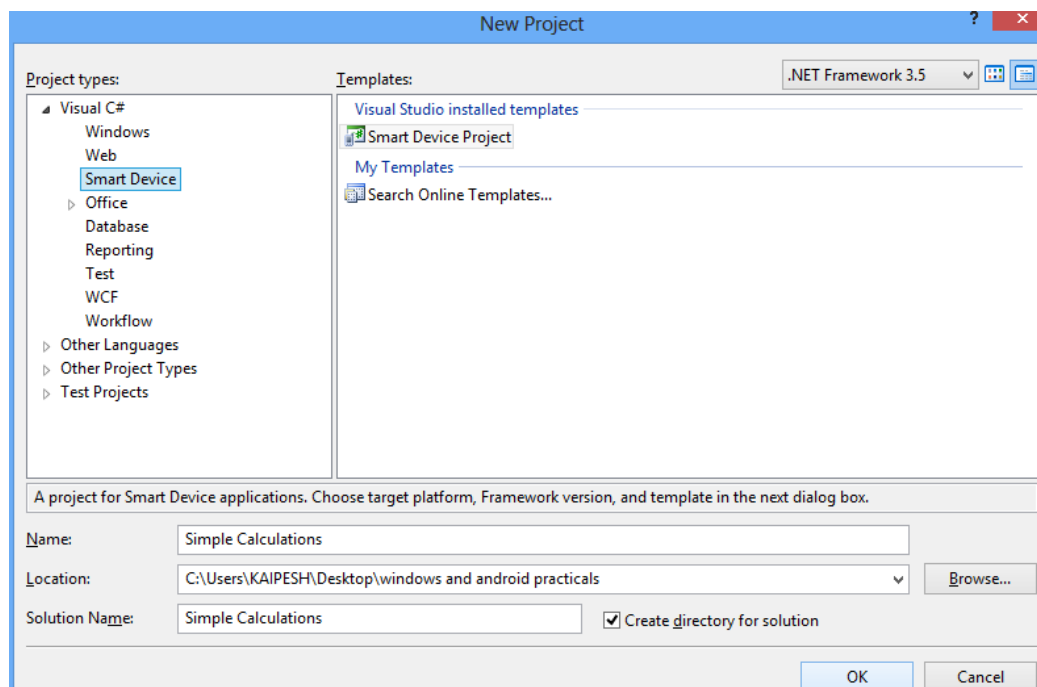 New Project
?
Project types:
Templates:
.NET Framework 3.5
Visual C#
Windows
Web
Smart Device
Office
Database
Reporting
Test
WCF
Workflow
Other Languages
Other Project Types
Test Projects
Visual Studio installed templates
Smart Device Project
My Templates
Search Online Templates...
A project for Smart Device applications. Choose target platform, Framework version, and template in the next dialog box.
Name:
Simple Calculations
Location:
C:\Users\KAIPESH\Desktop\windows and android practicals
Browse...
Solution Name:
Simple Calculations
Create directory for solution
OK
Cancel